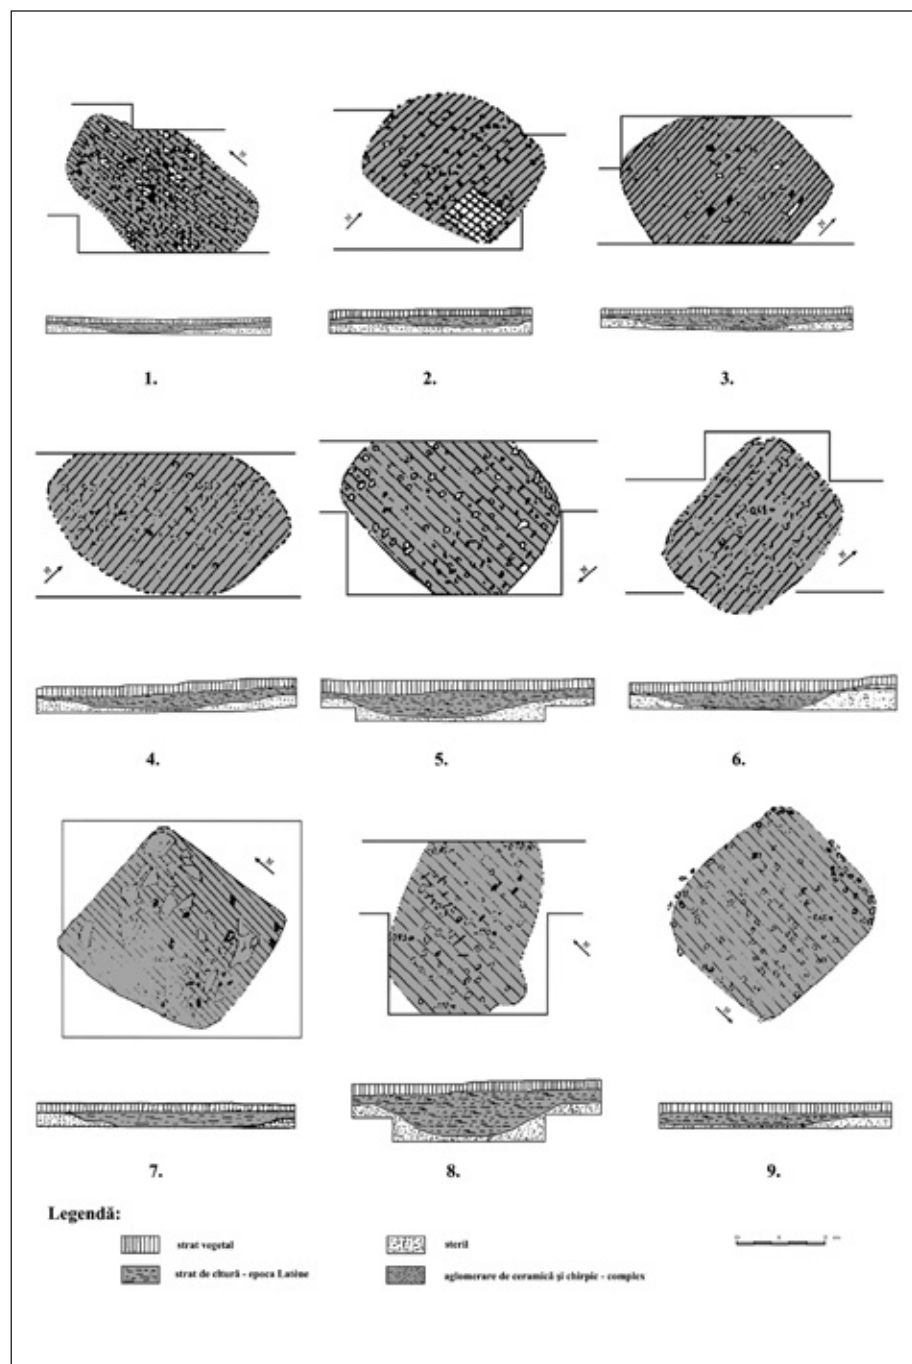 N
N
N
1. 2. 3.
N
N
N
4. 5. 6.
N
N
N
7. 8. 9.
Legendă:
strat vegetal
steril
strat de cltură - epoca Latène
aglomerare de ceramică și chirpic - complex